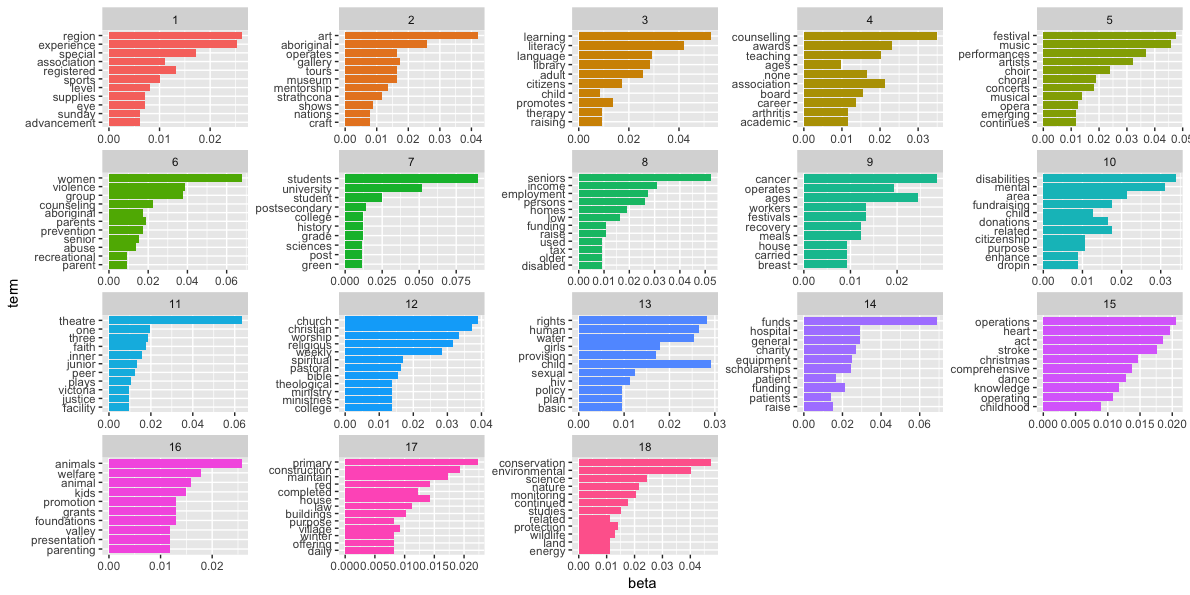 1
region
experience
special
association
registered
sports
level
supplies
eye
sunday
advancement
0.00 0.01 0.02
2
art
aboriginal
operates
gallery
tours
museum
mentorship
strathcona
shows
nations
craft
0.00 0.01 0.02 0.03 0.04
3
learning
literacy
language
library
adult
citizens
child
promotes
therapy
raising
0.00 0.02 0.04
4
counselling
awards
teaching
ages
none
association
board
career
arthritis
academic
0.00 0.01 0.02 0.03
5
festival
music
performances
artists
choir
choral
concerts
musical
opera
emerging
continues
0.00 0.01 0.02 0.03 0.04 0.05
6
women
violence
group
counseling
aboriginal
parents
prevention
senior
abuse
recreational
parent
0.00 0.02 0.04 0.06
7
students
university
student
postsecondary
college
history
grade
sciences
post
green
0.000 0.025 0.050 0.075
8
seniors
income
employment
persons
homes
low
funding
raise
used
tax
older
disabled
0.00 0.01 0.02 0.03 0.04 0.05
9
cancer
operates
ages
workers
festivals
recovery
meals
house
carried
breast
0.00 0.01 0.02
10
disabilities
mental
area
fundraising
child
donations
related
citizenship
purpose
enhance
dropin
0.00 0.01 0.02 0.03
term
11
theatre
one
three
faith
inner
junior
peer
plays
victoria
justice
facility
0.00 0.02 0.04 0.06
12
church
christian
worship
religious
weekly
spiritual
pastoral
bible
theological
ministry
ministries
college
0.00 0.01 0.02 0.03 0.04
13
rights
human
water
girls
provision
child
sexual
hiv
policy
plan
basic
0.00 0.01 0.02 0.03
14
funds
hospital
general
charity
equipment
scholarships
patient
funding
patients
raise
0.00 0.02 0.04 0.06
15
operations
heart
act
stroke
christmas
comprehensive
dance
knowledge
operating
childhood
0.000 0.005 0.010 0.015 0.020
16
animals
welfare
animal
kids
promotion
grants
foundations
valley
presentation
parenting
0.00 0.01 0.02
17
primary
construction
maintain
red
completed
house
law
buildings
purpose
village
winter
offering
daily
0.000 0.005 0.010 0.015 0.020
18
conservation
environmental
science
nature
monitoring
continued
studies
related
protection
wildlife
land
energy
0.00 0.01 0.02 0.03 0.04
beta